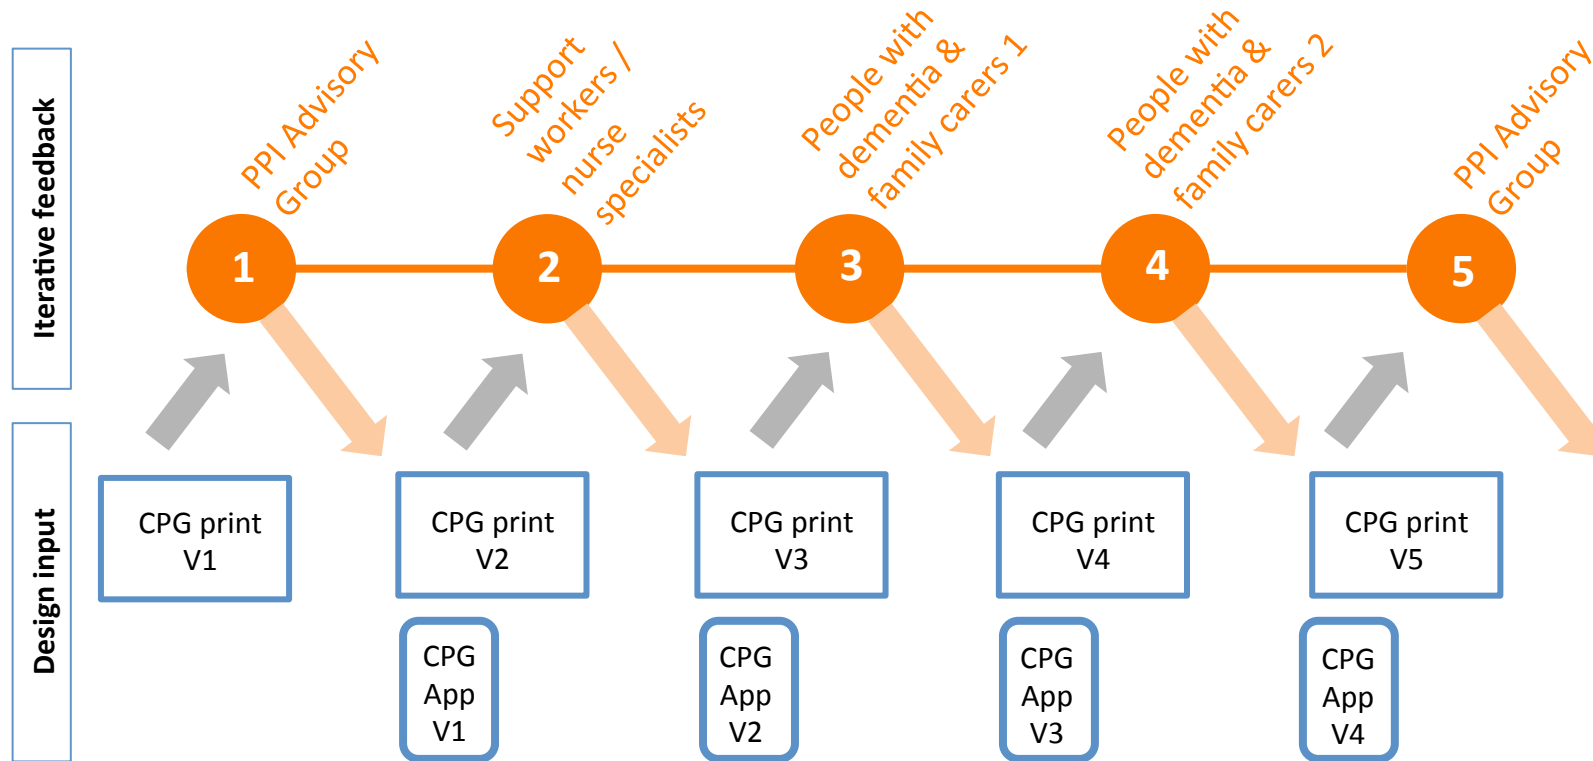 Iterative feedback
PPI Advisory
Group
Support
workers /
nurse
specialists
People with
dementia &
family carers 1
People with
dementia &
family carers 2
PPI Advisory
Group
1
2
3
4
5
Design input
CPG print
V1
CPG print
V2
CPG print
V3
CPG print
V4
CPG print
V5
CPG
App
V1
CPG
App
V2
CPG
App
V3
CPG
App
V4